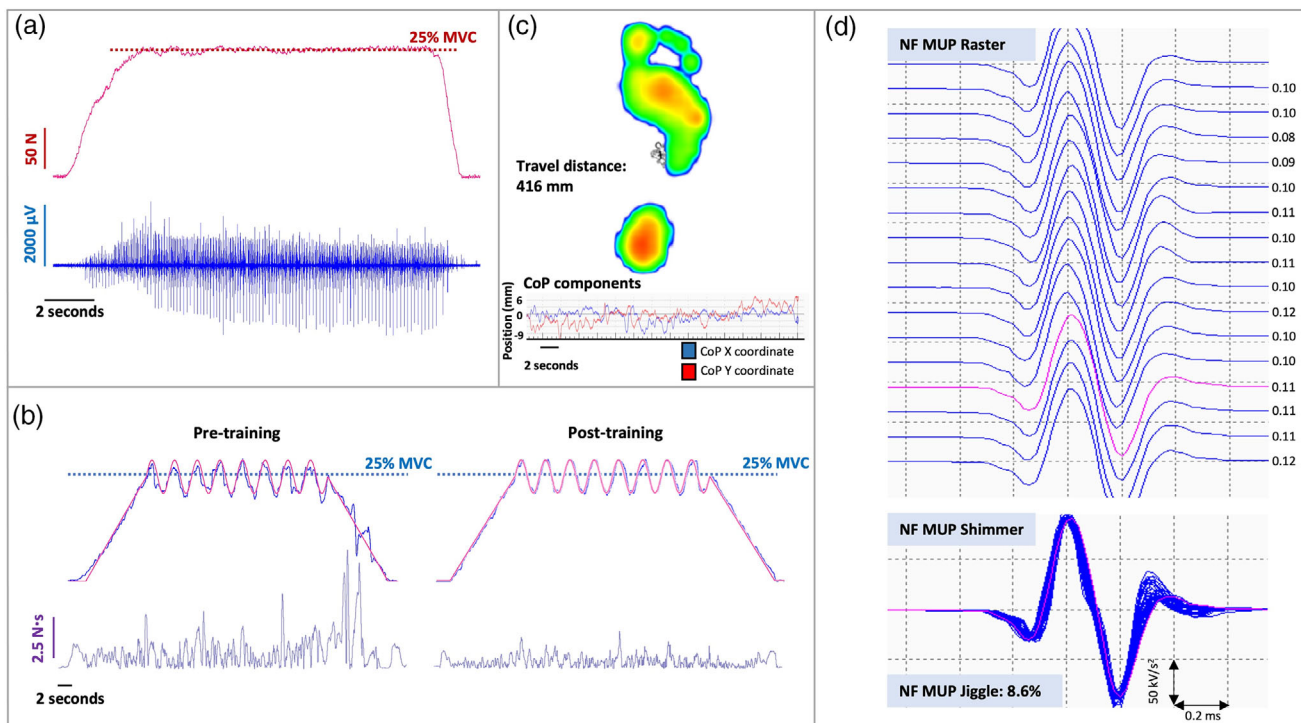 (a)
25% MVC
50 N
2000 µV
2 seconds
(b)
Pre-training
Post-training
25% MVC
25% MVC
2.5 N·s
2 seconds
(c)
Travel distance:
416 mm
CoP components
Position (mm)
6
0
-9
2 seconds
CoP X coordinate
CoP Y coordinate
(d)
NF MUP Raster
0.10
0.10
0.08
0.09
0.10
0.11
0.10
0.11
0.10
0.12
0.10
0.10
0.11
0.11
0.11
0.12
NF MUP Shimmer
50 kV/s²
0.2 ms
NF MUP Jiggle: 8.6%